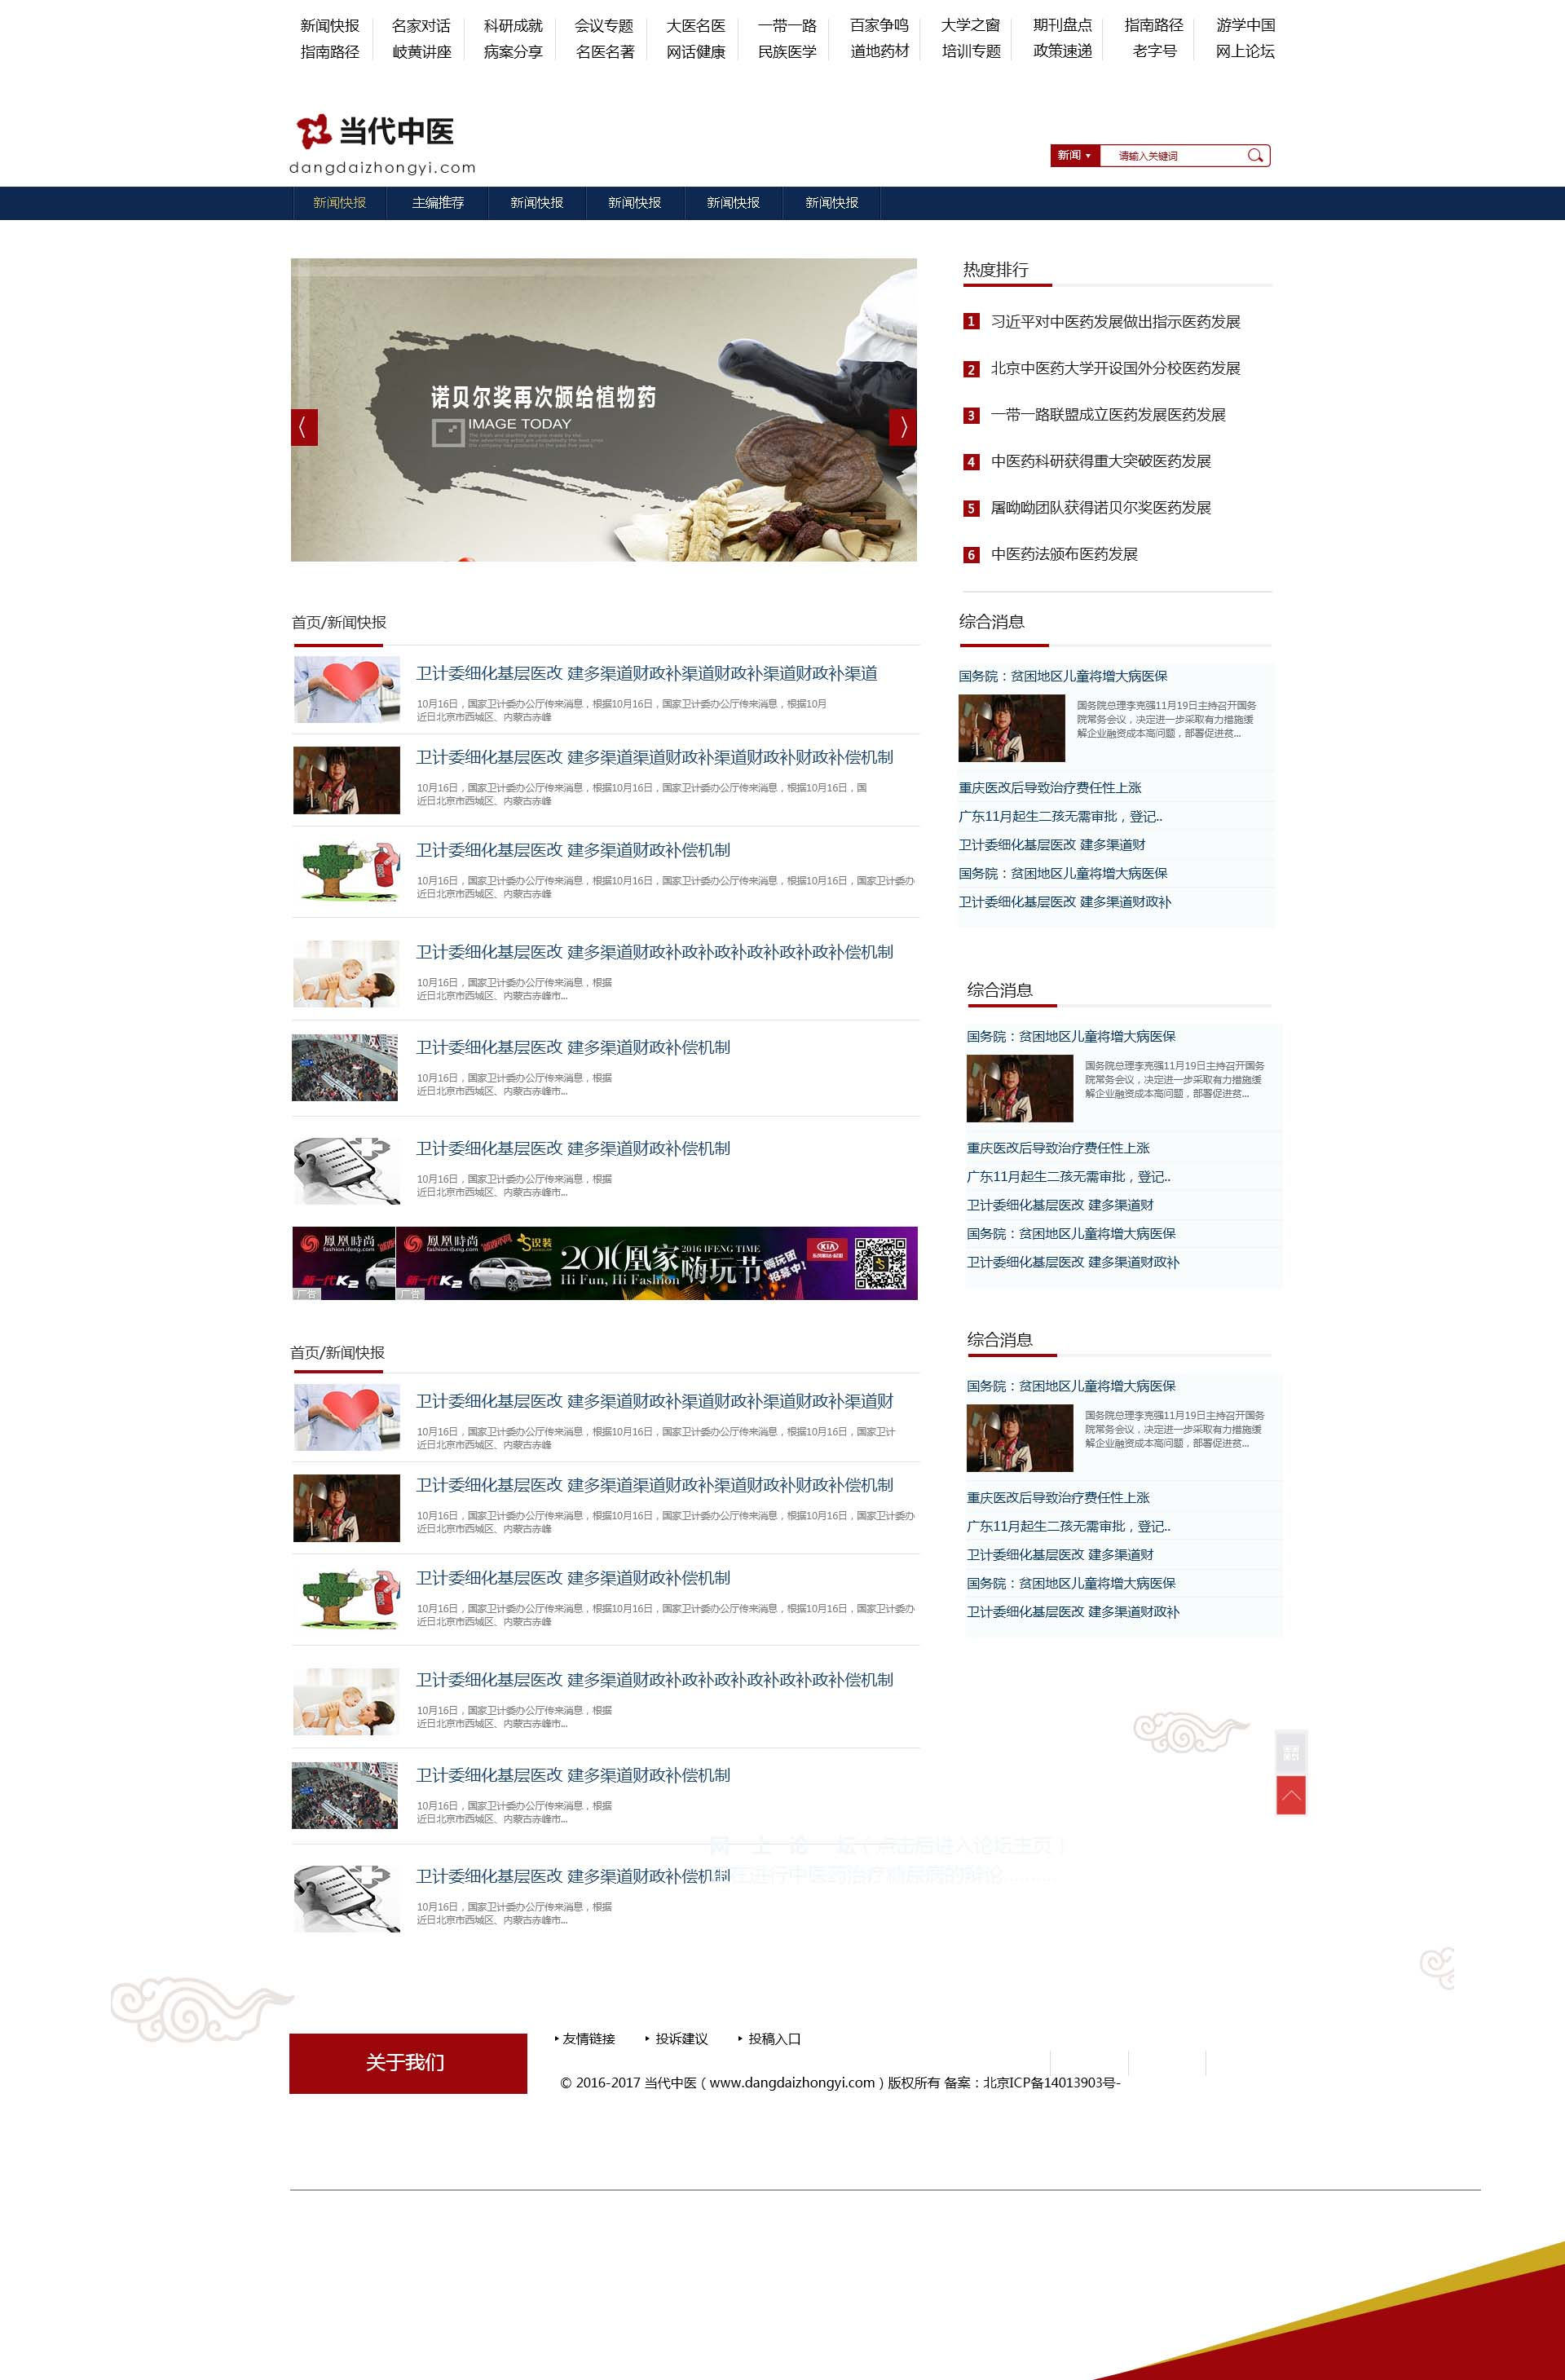 新闻快报 名家对话 科研成就 会议专题 大医名医 一带一路 百家争鸣 大学之窗 期刊盘点 指南路径 游学中国
指南路径 岐黄讲座 病案分享 名医名著 网话健康 民族医学 道地药材 培训专题 政策速递 老字号 网上论坛
当代中医
dangdaizhongyi.com
新闻 请输入关键词
新闻快报 主编推荐 新闻快报 新闻快报 新闻快报 新闻快报
诺贝尔奖再次颁给植物药
IMAGE TODAY
热度排行
1 习近平对中医药发展做出指示医药发展
2 北京中医药大学开设国外分校医药发展
3 一带一路联盟成立医药发展医药发展
4 中医药科研获得重大突破医药发展
5 屠呦呦团队获得诺贝尔奖医药发展
6 中医药法颁布医药发展
首页/新闻快报
卫计委细化基层医改 建多渠道财政补渠道财政补渠道财政补渠道
10月16日，国家卫计委办公厅传来消息，根据10月16日，国家卫计委办公厅传来消息，根据10月
近日北京市西城区、内蒙古赤峰
卫计委细化基层医改 建多渠道渠道财政补渠道财政补财政补偿机制
10月16日，国家卫计委办公厅传来消息，根据10月16日，国家卫计委办公厅传来消息，根据10月16日，国
近日北京市西城区、内蒙古赤峰
卫计委细化基层医改 建多渠道财政补偿机制
10月16日，国家卫计委办公厅传来消息，根据10月16日，国家卫计委办公厅传来消息，根据10月16日，国家卫计委办
近日北京市西城区、内蒙古赤峰
卫计委细化基层医改 建多渠道财政补政补政补政补政补政补偿机制
10月16日，国家卫计委办公厅传来消息，根据
近日北京市西城区、内蒙古赤峰市...
卫计委细化基层医改 建多渠道财政补偿机制
10月16日，国家卫计委办公厅传来消息，根据
近日北京市西城区、内蒙古赤峰市...
卫计委细化基层医改 建多渠道财政补偿机制
10月16日，国家卫计委办公厅传来消息，根据
近日北京市西城区、内蒙古赤峰市...
综合消息
国务院：贫困地区儿童将增大病医保
国务院总理李克强11月19日主持召开国务
院常务会议，决定进一步采取有力措施缓
解企业融资成本高问题，部署促进贫...
重庆医改后导致治疗费任性上涨
广东11月起生二孩无需审批，登记..
卫计委细化基层医改 建多渠道财
国务院：贫困地区儿童将增大病医保
卫计委细化基层医改 建多渠道财政补
综合消息
国务院：贫困地区儿童将增大病医保
国务院总理李克强11月19日主持召开国务
院常务会议，决定进一步采取有力措施缓
解企业融资成本高问题，部署促进贫...
重庆医改后导致治疗费任性上涨
广东11月起生二孩无需审批，登记..
卫计委细化基层医改 建多渠道财
国务院：贫困地区儿童将增大病医保
卫计委细化基层医改 建多渠道财政补
鳳凰時尚 鳳凰時尚 识装 2016凰家 2016 IFENG TIME 嗨玩节 嗨玩团 KIA
fashion.ifeng.com fashion.ifeng.com Hi Fun, Hi Fashion 招募中!
新一代K2 新一代K2
广告 广告
首页/新闻快报
卫计委细化基层医改 建多渠道财政补渠道财政补渠道财政补渠道财
10月16日，国家卫计委办公厅传来消息，根据10月16日，国家卫计委办公厅传来消息，根据10月16日，国家卫计
近日北京市西城区、内蒙古赤峰
卫计委细化基层医改 建多渠道渠道财政补渠道财政补财政补偿机制
10月16日，国家卫计委办公厅传来消息，根据10月16日，国家卫计委办公厅传来消息，根据10月16日，国家卫计委办
近日北京市西城区、内蒙古赤峰
卫计委细化基层医改 建多渠道财政补偿机制
10月16日，国家卫计委办公厅传来消息，根据10月16日，国家卫计委办公厅传来消息，根据10月16日，国家卫计委办
近日北京市西城区、内蒙古赤峰
卫计委细化基层医改 建多渠道财政补政补政补政补政补政补偿机制
10月16日，国家卫计委办公厅传来消息，根据
近日北京市西城区、内蒙古赤峰市...
卫计委细化基层医改 建多渠道财政补偿机制
10月16日，国家卫计委办公厅传来消息，根据
近日北京市西城区、内蒙古赤峰市...
卫计委细化基层医改 建多渠道财政补偿机制
10月16日，国家卫计委办公厅传来消息，根据
近日北京市西城区、内蒙古赤峰市...
综合消息
国务院：贫困地区儿童将增大病医保
国务院总理李克强11月19日主持召开国务
院常务会议，决定进一步采取有力措施缓
解企业融资成本高问题，部署促进贫...
重庆医改后导致治疗费任性上涨
广东11月起生二孩无需审批，登记..
卫计委细化基层医改 建多渠道财
国务院：贫困地区儿童将增大病医保
卫计委细化基层医改 建多渠道财政补
网 上 论 坛（点击后进入论坛主页）
进行中医药治疗糖尿病的辩论
关于我们
友情链接 投诉建议 投稿入口
© 2016-2017 当代中医（www.dangdaizhongyi.com）版权所有 备案：北京ICP备14013903号-